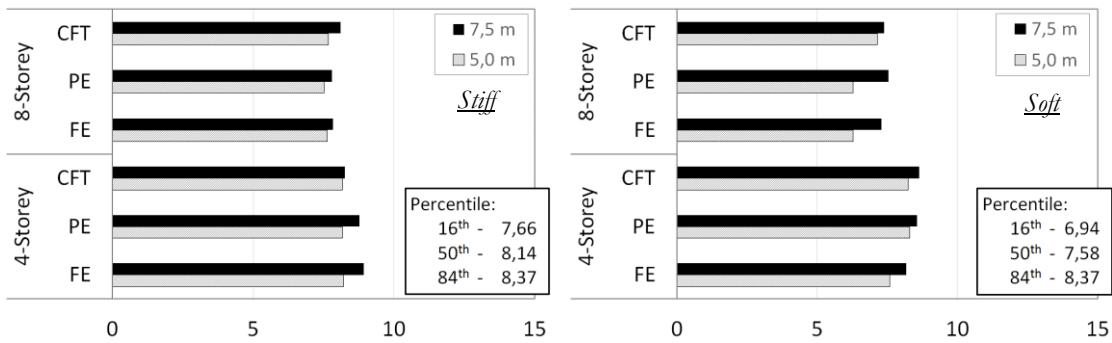 8-Storey
CFT
PE
FE
4-Storey
CFT
PE
FE
7,5 m
5,0 m
Stiff
Percentile:
16th - 7,66
50th - 8,14
84th - 8,37
0 5 10 15
8-Storey
CFT
PE
FE
4-Storey
CFT
PE
FE
7,5 m
5,0 m
Soft
Percentile:
16th - 6,94
50th - 7,58
84th - 8,37
0 5 10 15